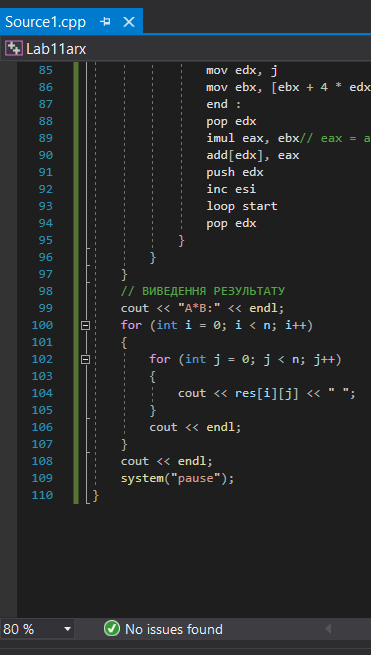 Source1.cpp
Lab11arx
85 mov edx, j
86 mov ebx, [ebx + 4 * edx
87 end :
88 pop edx
89 imul eax, ebx// eax = a
90 add[edx], eax
91 push edx
92 inc esi
93 loop start
94 pop edx
95 }
96 }
97 }
98 // ВИВЕДЕННЯ РЕЗУЛЬТАТУ
99 cout << "A*B:" << endl;
100 for (int i = 0; i < n; i++)
101 {
102 for (int j = 0; j < n; j++)
103 {
104 cout << res[i][j] << " ";
105 }
106 cout << endl;
107 }
108 cout << endl;
109 system("pause");
110 }
80 % No issues found